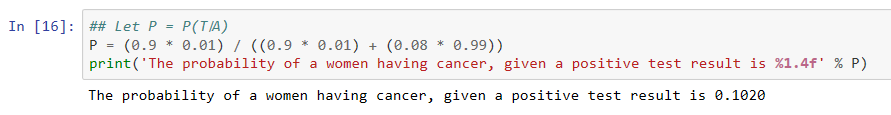 In [16]: ## Let P = P(T/A)
P = (0.9 * 0.01) / ((0.9 * 0.01) + (0.08 * 0.99))
print('The probability of a women having cancer, given a positive test result is %1.4f' % P)
The probability of a women having cancer, given a positive test result is 0.1020